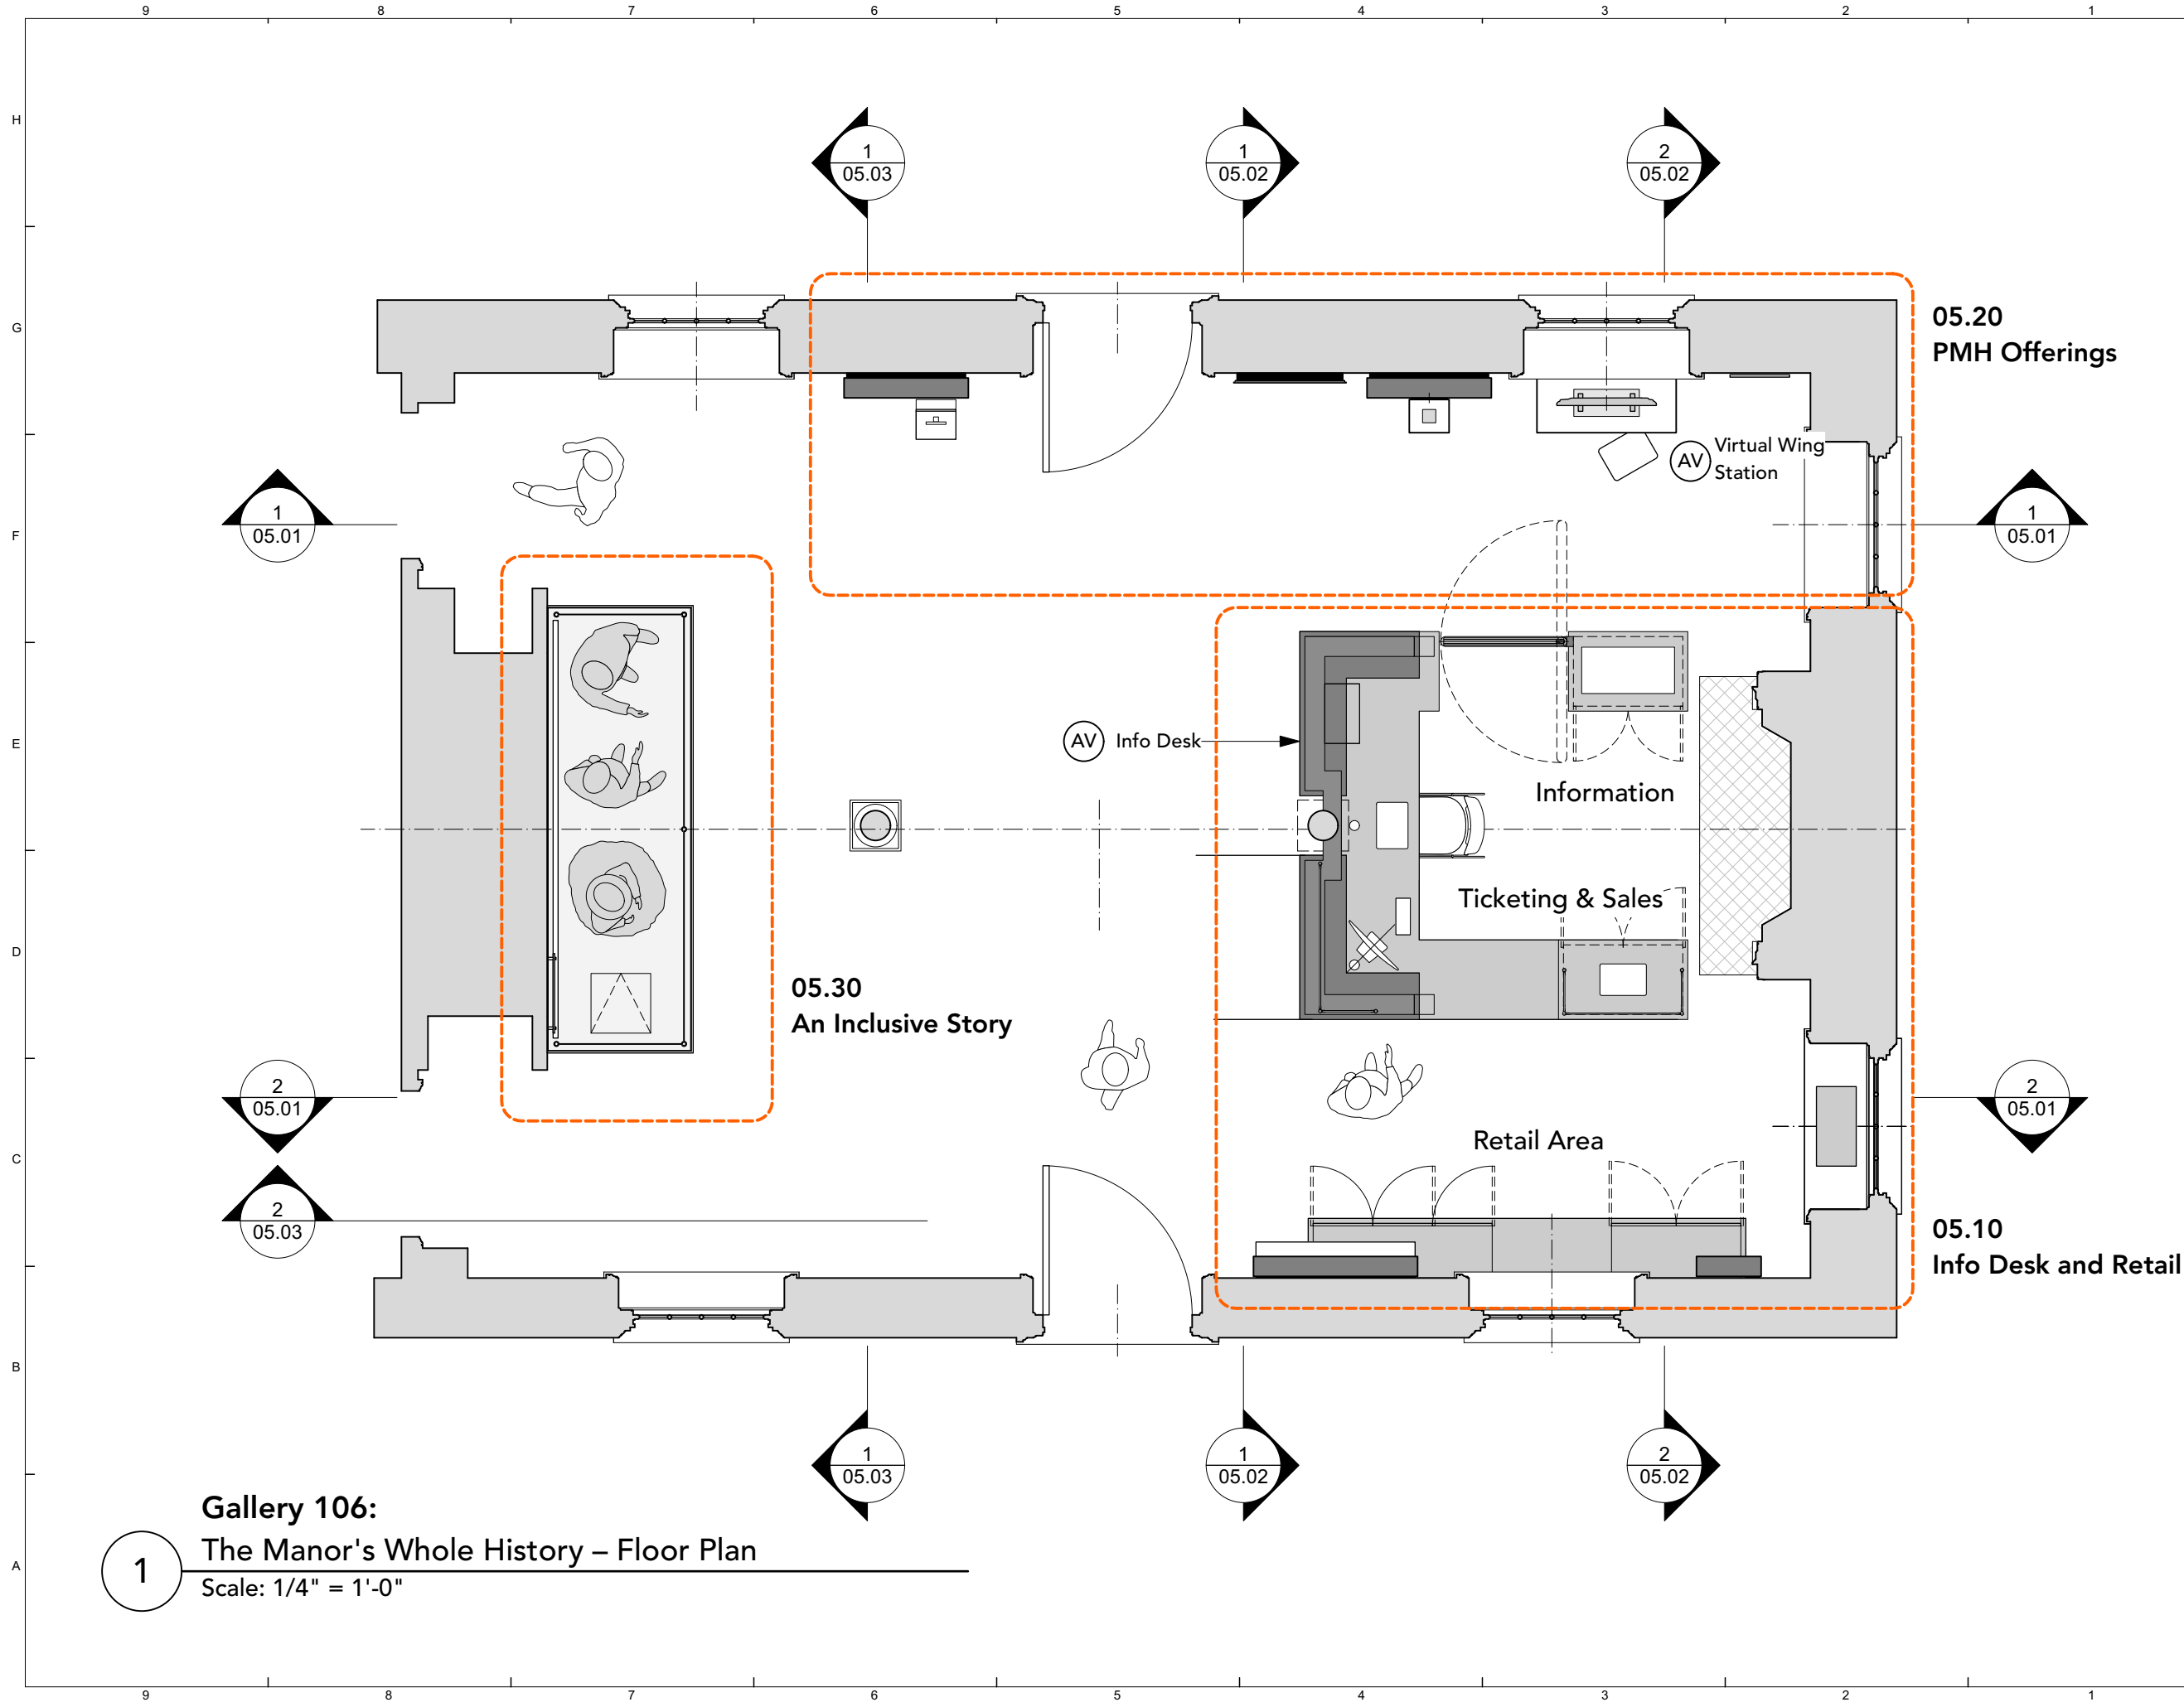 9 8 7 6 5 4 3 2 1
H
1
05.03
1
05.02
2
05.02
G
05.20
PMH Offerings
AV
Virtual Wing
Station
1
05.01
F
1
05.01
E
AV
Info Desk
Information
Ticketing & Sales
D
05.30
An Inclusive Story
2
05.01
2
05.01
C
Retail Area
2
05.03
05.10
Info Desk and Retail
B
1
05.03
1
05.02
2
05.02
Gallery 106:
1
The Manor's Whole History – Floor Plan
A
Scale: 1/4" = 1'-0"
9 8 7 6 5 4 3 2 1